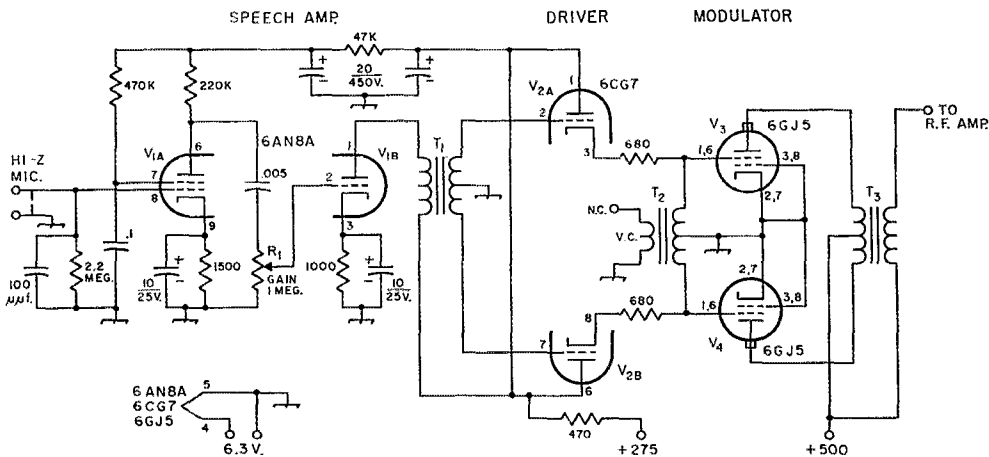 SPEECH AMP.
DRIVER
MODULATOR
47K
20
450V.
+
-
+
-
470K
220K
6AN8A
V1A
6
7
8
9
HI-Z
MIC.
.005
V1B
1
2
3
T1
V2A
6CG7
1
2
3
680
V3
6GJ5
1,6
3,8
2,7
TO
R.F. AMP.
T2
N.C.
V.C.
T3
100
μμf.
2.2
MEG.
.1
+
-
10
25V.
1500
R1
GAIN
1 MEG.
1000
+
-
10
25V.
680
8
7
6
V2B
2,7
1,6
3,8
V4
6GJ5
6AN8A
6CG7
6GJ5
5
4
6.3 V.
470
+275
+500